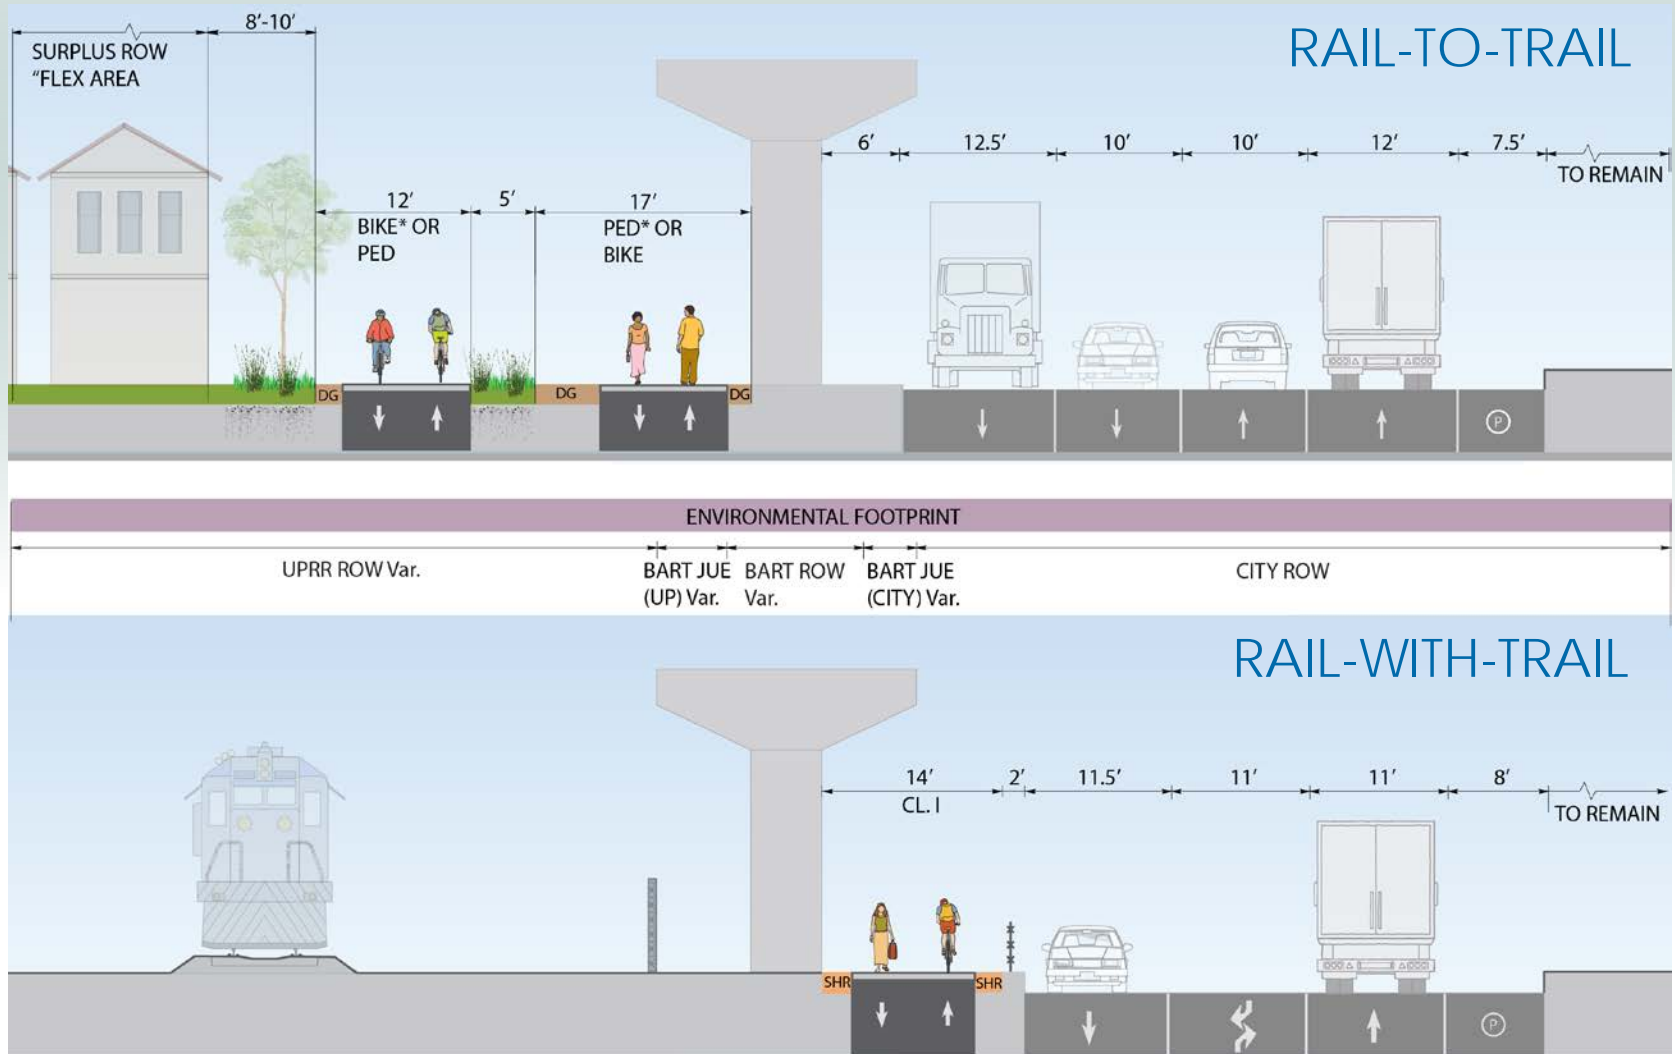 RAIL-TO-TRAIL
8'-10'
SURPLUS ROW
“FLEX AREA
6' 12.5' 10' 10' 12' 7.5'
TO REMAIN
12' 5' 17'
BIKE* OR
PED
PED* OR
BIKE
DG DG DG
P
ENVIRONMENTAL FOOTPRINT
UPRR ROW Var.
BART JUE
(UP) Var.
BART ROW
Var.
BART JUE
(CITY) Var.
CITY ROW
RAIL-WITH-TRAIL
14' 2' 11.5' 11' 11' 8'
CL. I
TO REMAIN
SHR SHR
P